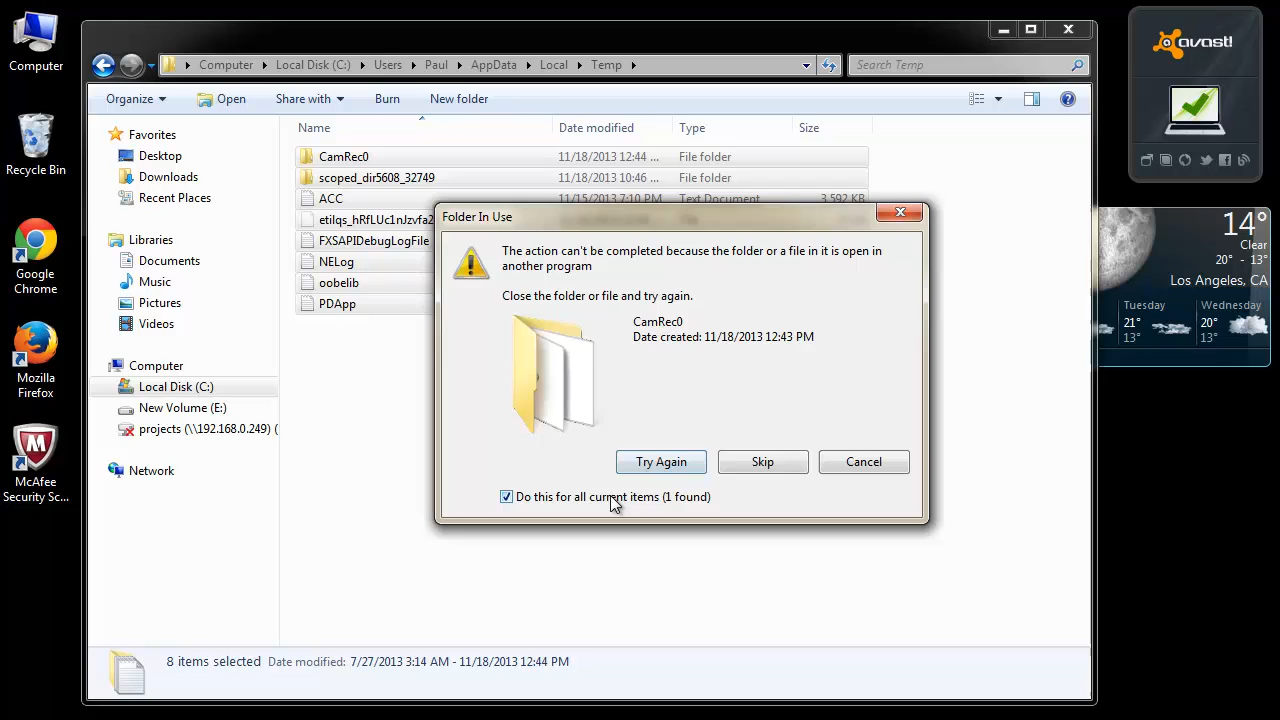 Computer
Recycle Bin
Google
Chrome
Mozilla
Firefox
McAfee
Security Sc...
Computer
Local Disk (C:)
Users
Paul
AppData
Local
Temp
Search Temp
Organize
Open
Share with
Burn
New folder
Favorites
Desktop
Downloads
Recent Places
Libraries
Documents
Music
Pictures
Videos
Computer
Local Disk (C:)
New Volume (E:)
projects (\\192.168.0.249) (
Network
Name
Date modified
Type
Size
CamRec0
11/18/2013 12:44 ...
File folder
scoped_dir5608_32749
11/18/2013 10:46 ...
File folder
ACC
11/15/2013 7:10 PM
Text Document
3,592 KB
FXSAPIDebugLogFile
NELog
oobelib
PDApp
Folder In Use
The action can't be completed because the folder or a file in it is open in
another program
Close the folder or file and try again.
CamRec0
Date created: 11/18/2013 12:43 PM
Try Again
Skip
Cancel
Do this for all current items (1 found)
8 items selected
Date modified: 7/27/2013 3:14 AM - 11/18/2013 12:44 PM
avast!
14°
Clear
20° - 13°
Los Angeles, CA
Tuesday
21°
13°
Wednesday
20°
13°